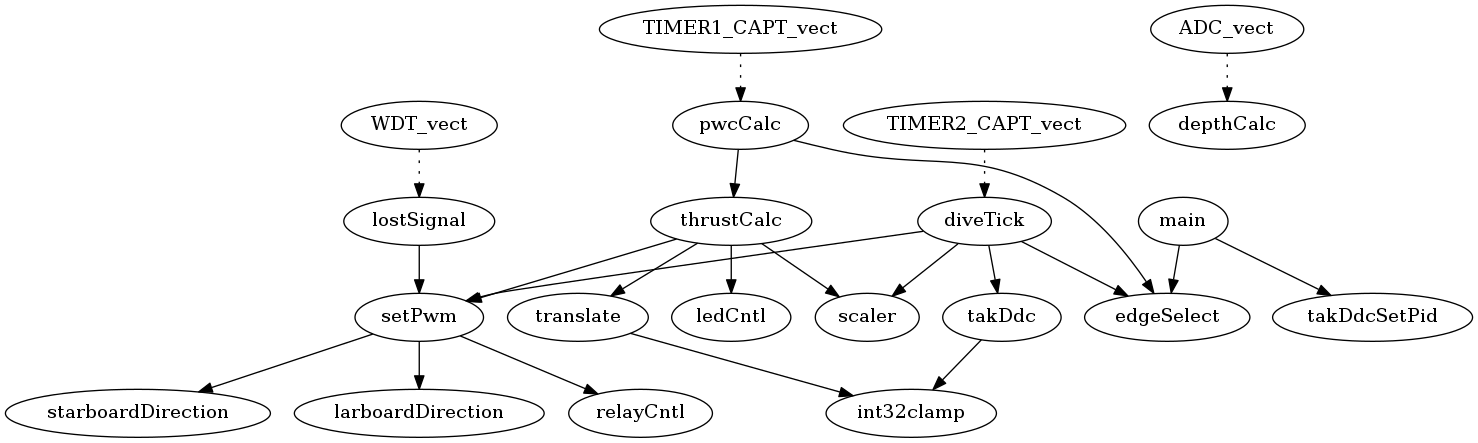 TIMER1_CAPT_vect
ADC_vect
WDT_vect
pwcCalc
TIMER2_CAPT_vect
depthCalc
lostSignal
thrustCalc
diveTick
main
setPwm
translate
ledCntl
scaler
takDdc
edgeSelect
takDdcSetPid
starboardDirection
larboardDirection
relayCntl
int32clamp